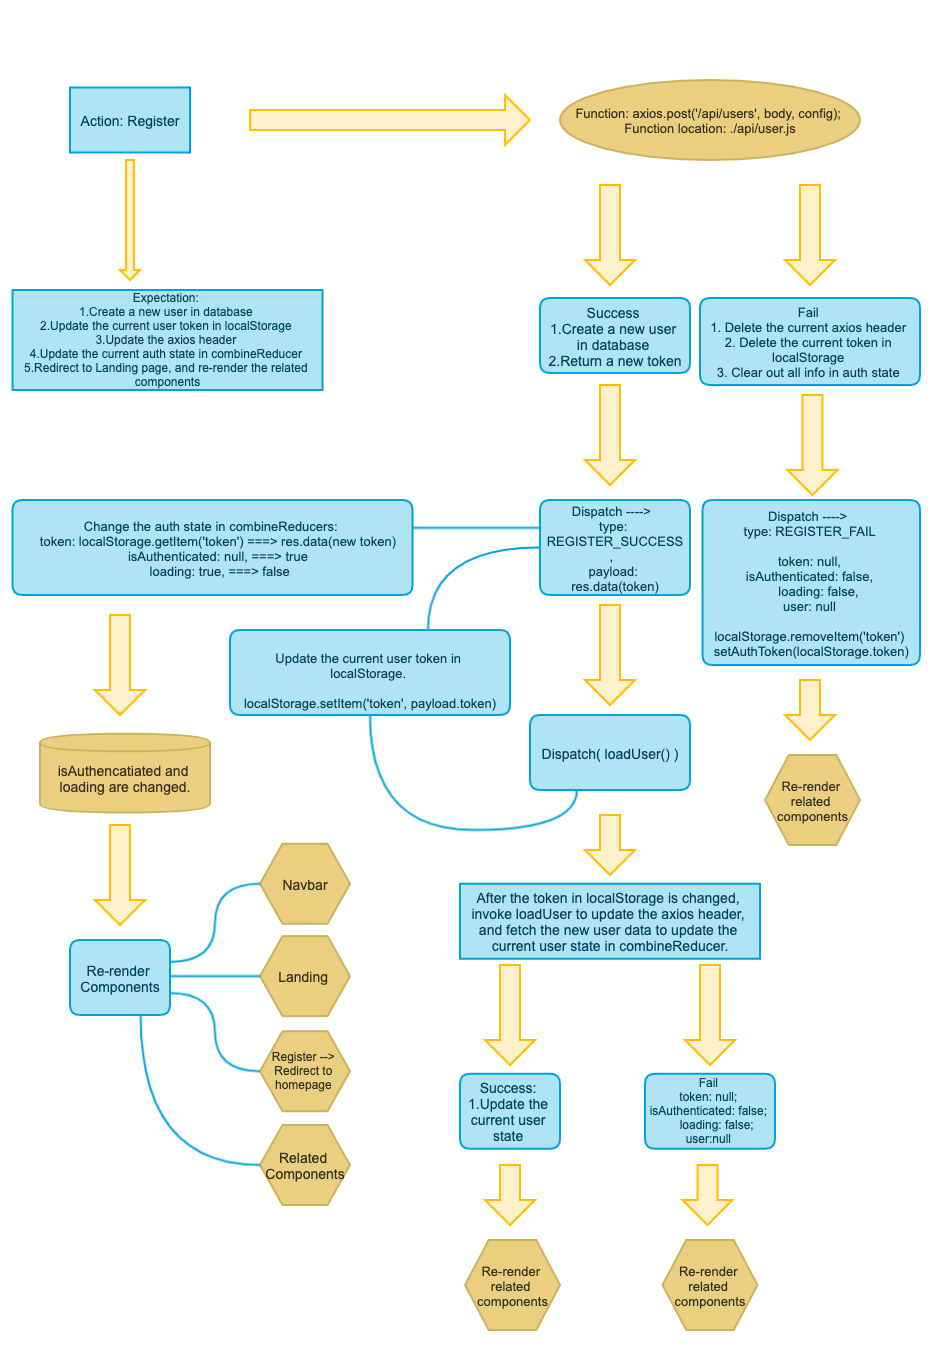 Action: Register
Function: axios.post('/api/users', body, config);
Function location: ./api/user.js
Expectation:
1.Create a new user in database
2.Update the current user token in localStorage
3.Update the axios header
4.Update the current auth state in combineReducer
5.Redirect to Landing page, and re-render the related
components
Success
1.Create a new user
in database
2.Return a new token
Fail
1. Delete the current axios header
2. Delete the current token in
localStorage
3. Clear out all info in auth state
Change the auth state in combineReducers:
token: localStorage.getItem('token') ===> res.data(new token)
isAuthenticated: null, ===> true
loading: true, ===> false
Dispatch ---->
type:
REGISTER_SUCCESS
,
payload:
res.data(token)
Dispatch ---->
type: REGISTER_FAIL
token: null,
isAuthenticated: false,
loading: false,
user: null
localStorage.removeItem('token')
setAuthToken(localStorage.token)
Update the current user token in
localStorage.
localStorage.setItem('token', payload.token)
Dispatch( loadUser() )
isAuthencatiated and
loading are changed.
Re-render
related
components
Navbar
After the token in localStorage is changed,
invoke loadUser to update the axios header,
and fetch the new user data to update the
current user state in combineReducer.
Re-render
Components
Landing
Register -->
Redirect to
homepage
Related
Components
Success:
1.Update the
current user
state
Fail
token: null;
isAuthenticated: false;
loading: false;
user:null
Re-render
related
components
Re-render
related
components